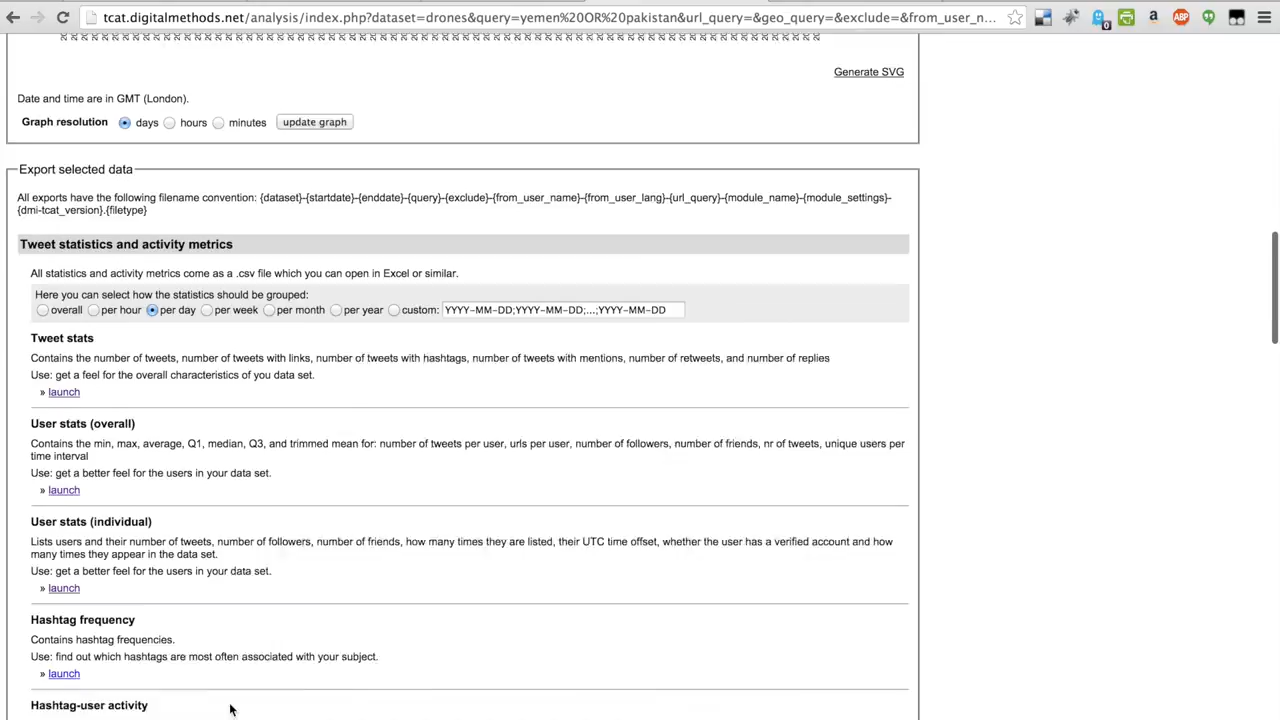 tcat.digitalmethods.net/analysis/index.php?dataset=drones&query=yemen%20OR%20pakistan&url_query=&geo_query=&exclude=&from_user_n...
0
ABP
Generate SVG
Date and time are in GMT (London).
Graph resolution days hours minutes update graph
Export selected data
All exports have the following filename convention: {dataset}-{startdate}-{enddate}-{query}-{exclude}-{from_user_name}-{from_user_lang}-{url_query}-{module_name}-{module_settings}-
{dmi-tcat_version}.{filetype}
Tweet statistics and activity metrics
All statistics and activity metrics come as a .csv file which you can open in Excel or similar.
Here you can select how the statistics should be grouped:
overall per hour per day per week per month per year custom: YYYY-MM-DD;YYYY-MM-DD;...;YYYY-MM-DD
Tweet stats
Contains the number of tweets, number of tweets with links, number of tweets with hashtags, number of tweets with mentions, number of retweets, and number of replies
Use: get a feel for the overall characteristics of you data set.
» launch
User stats (overall)
Contains the min, max, average, Q1, median, Q3, and trimmed mean for: number of tweets per user, urls per user, number of followers, number of friends, nr of tweets, unique users per
time interval
Use: get a better feel for the users in your data set.
» launch
User stats (individual)
Lists users and their number of tweets, number of followers, number of friends, how many times they are listed, their UTC time offset, whether the user has a verified account and how
many times they appear in the data set.
Use: get a better feel for the users in your data set.
» launch
Hashtag frequency
Contains hashtag frequencies.
Use: find out which hashtags are most often associated with your subject.
» launch
Hashtag-user activity